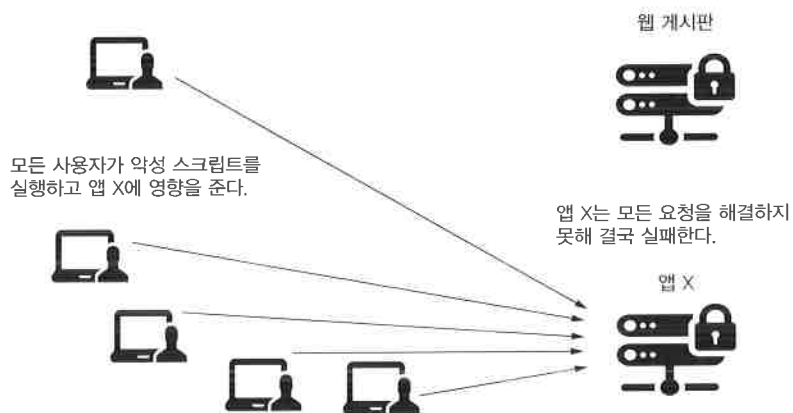 웹 게시판
모든 사용자가 악성 스크립트를
실행하고 앱 X에 영향을 준다.
앱 X는 모든 요청을 해결하지
못해 결국 실패한다.
앱 X